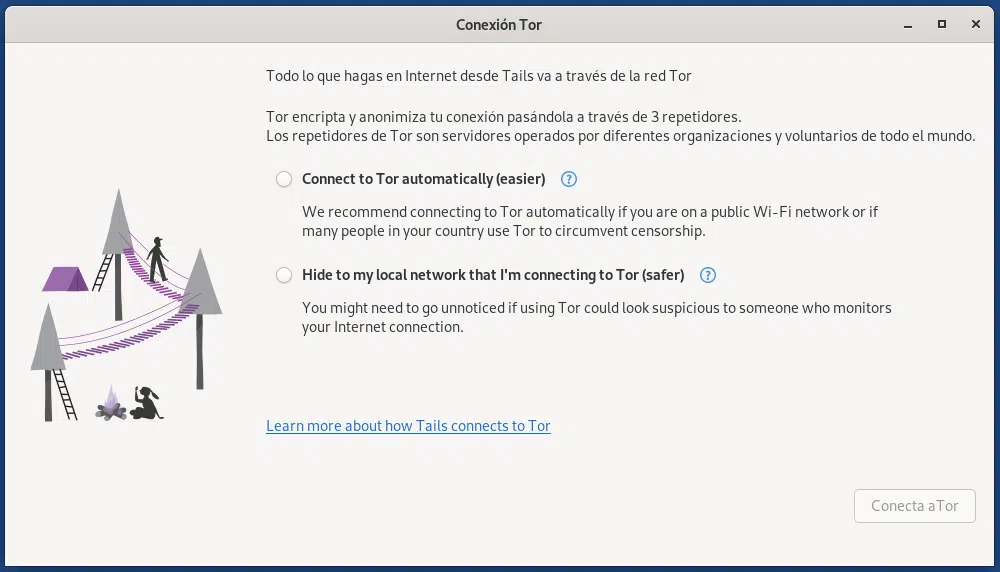 Conexión Tor
Todo lo que hagas en Internet desde Tails va a través de la red Tor
Tor encripta y anonimiza tu conexión pasándola a través de 3 repetidores.
Los repetidores de Tor son servidores operados por diferentes organizaciones y voluntarios de todo el mundo.
Connect to Tor automatically (easier) ?
We recommend connecting to Tor automatically if you are on a public Wi-Fi network or if
many people in your country use Tor to circumvent censorship.
Hide to my local network that I'm connecting to Tor (safer) ?
You might need to go unnoticed if using Tor could look suspicious to someone who monitors
your Internet connection.
Learn more about how Tails connects to Tor
Conecta aTor